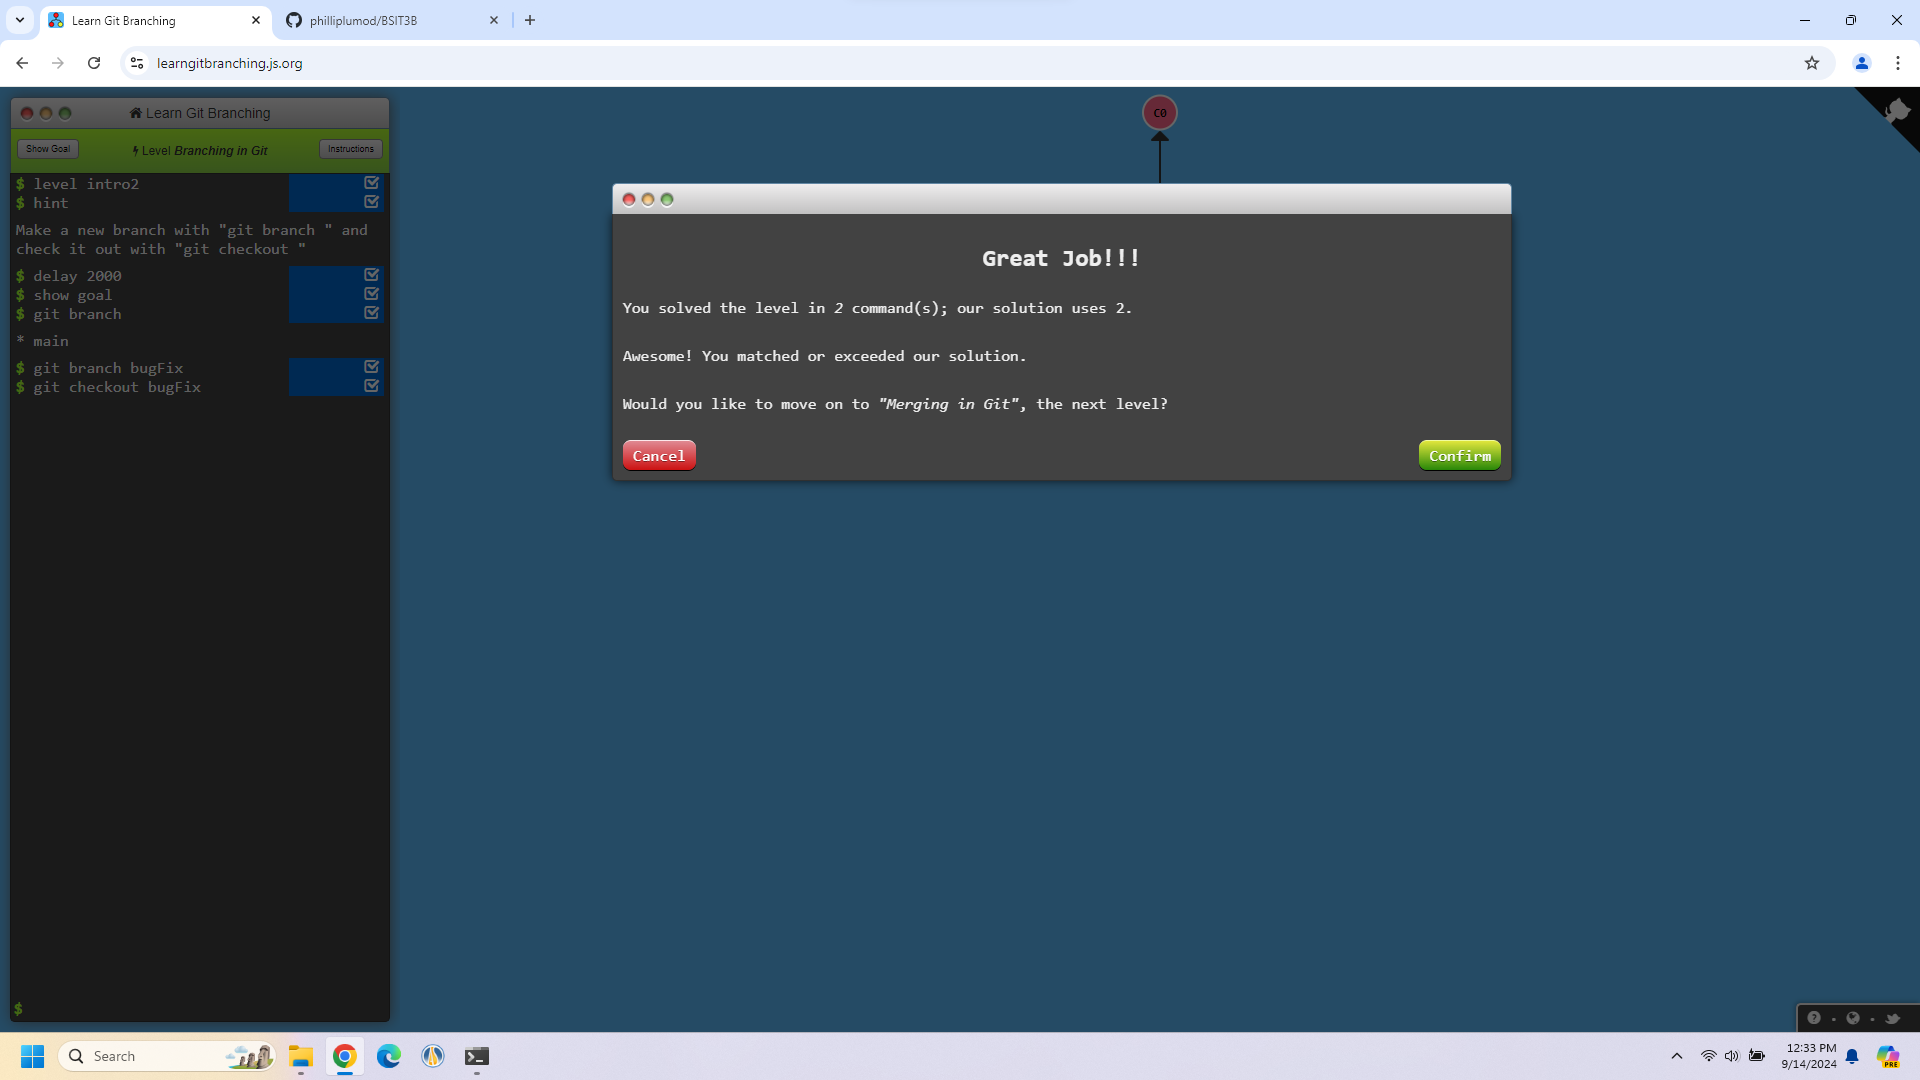 Learn Git Branching
philliplumod/BSIT3B
learngitbranching.js.org
Learn Git Branching
Show Goal
Level Branching in Git
Instructions
$ level intro2
$ hint
Make a new branch with "git branch " and
check it out with "git checkout "
$ delay 2000
$ show goal
$ git branch
* main
$ git branch bugFix
$ git checkout bugFix
$
C0
Great Job!!!
You solved the level in 2 command(s); our solution uses 2.
Awesome! You matched or exceeded our solution.
Would you like to move on to "Merging in Git", the next level?
Cancel
Confirm
Search
12:33 PM
9/14/2024
PRE